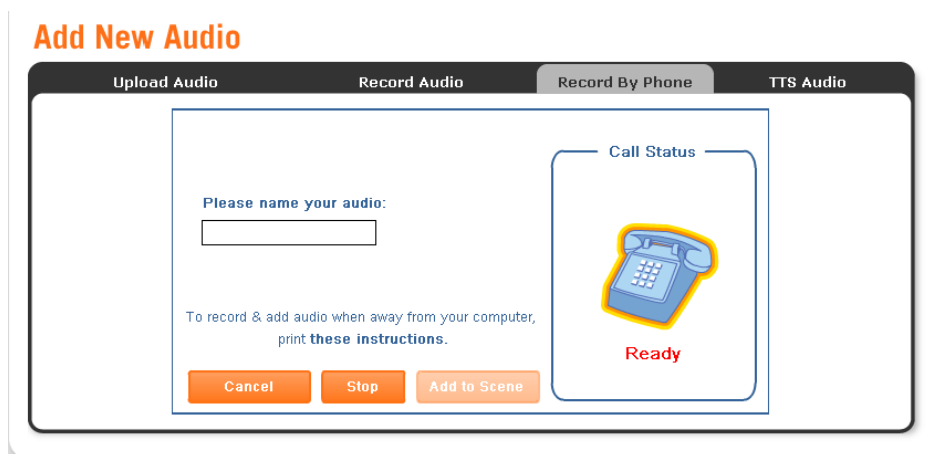 Add New Audio
Upload Audio Record Audio Record By Phone TTS Audio
Call Status
Please name your audio:
To record & add audio when away from your computer,
print these instructions.
Ready
Cancel Stop Add to Scene